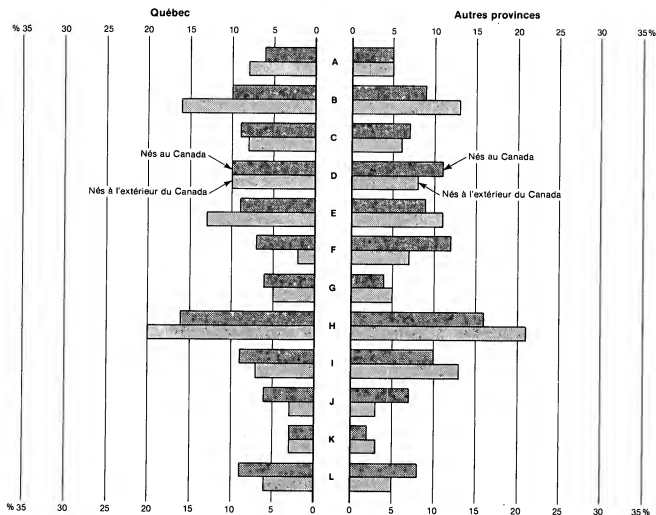 Québec Autres provinces
% 35 30 25 20 15 10 5 0 0 5 10 15 20 25 30 35%
A
B
C
Nés au Canada Nés au Canada
D
Nés à l'extérieur du Canada Nés à l'extérieur du Canada
E
F
G
H
I
J
K
L
% 35 30 25 20 15 10 5 0 0 5 10 15 20 25 30 35%